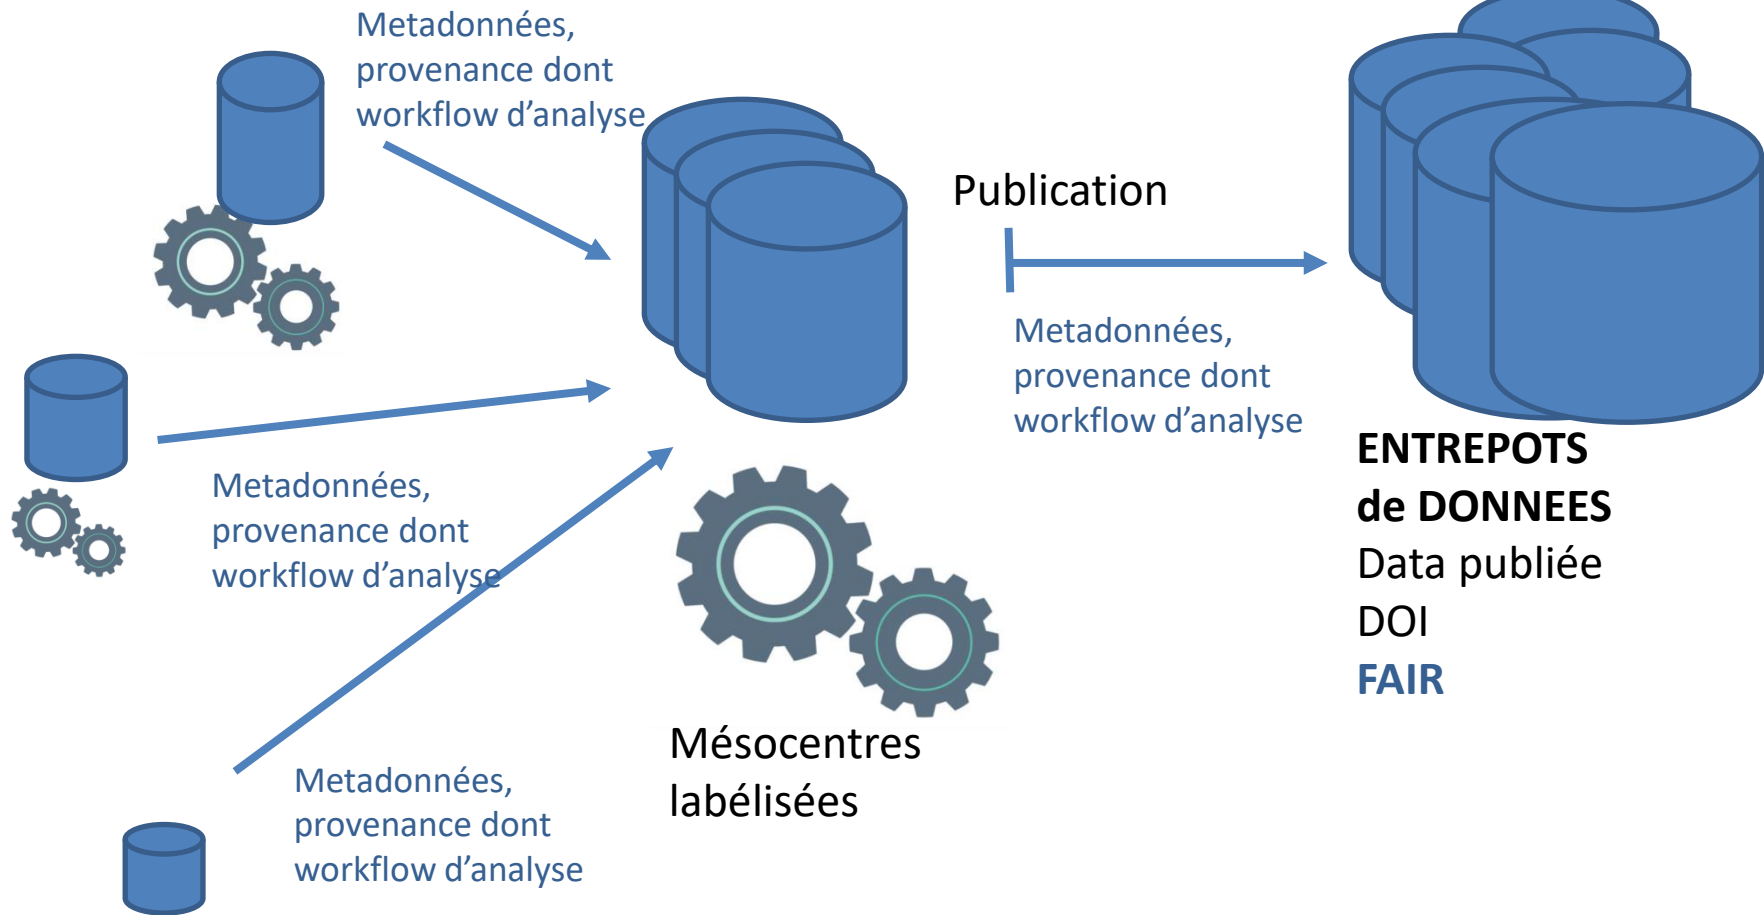 Metadonnées,
provenance dont
workflow d'analyse
Publication
Metadonnées,
provenance dont
workflow d'analyse
ENTREPOTS
de DONNEES
Data publiée
DOI
FAIR
Metadonnées,
provenance dont
workflow d'analyse
Mésocentres
labélisées
Metadonnées,
provenance dont
workflow d'analyse